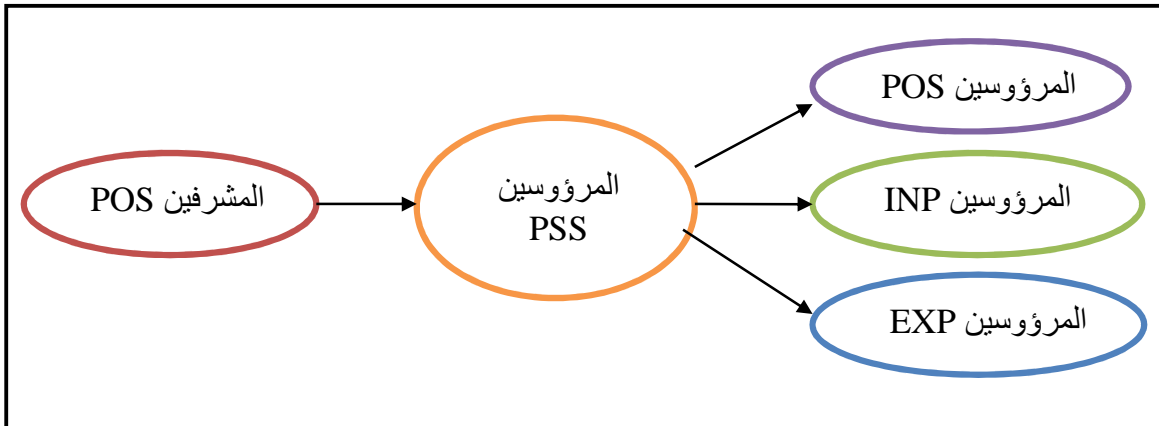 المشرفين POS
المرؤوسين
PSS
المرؤوسين POS
المرؤوسين INP
المرؤوسين EXP